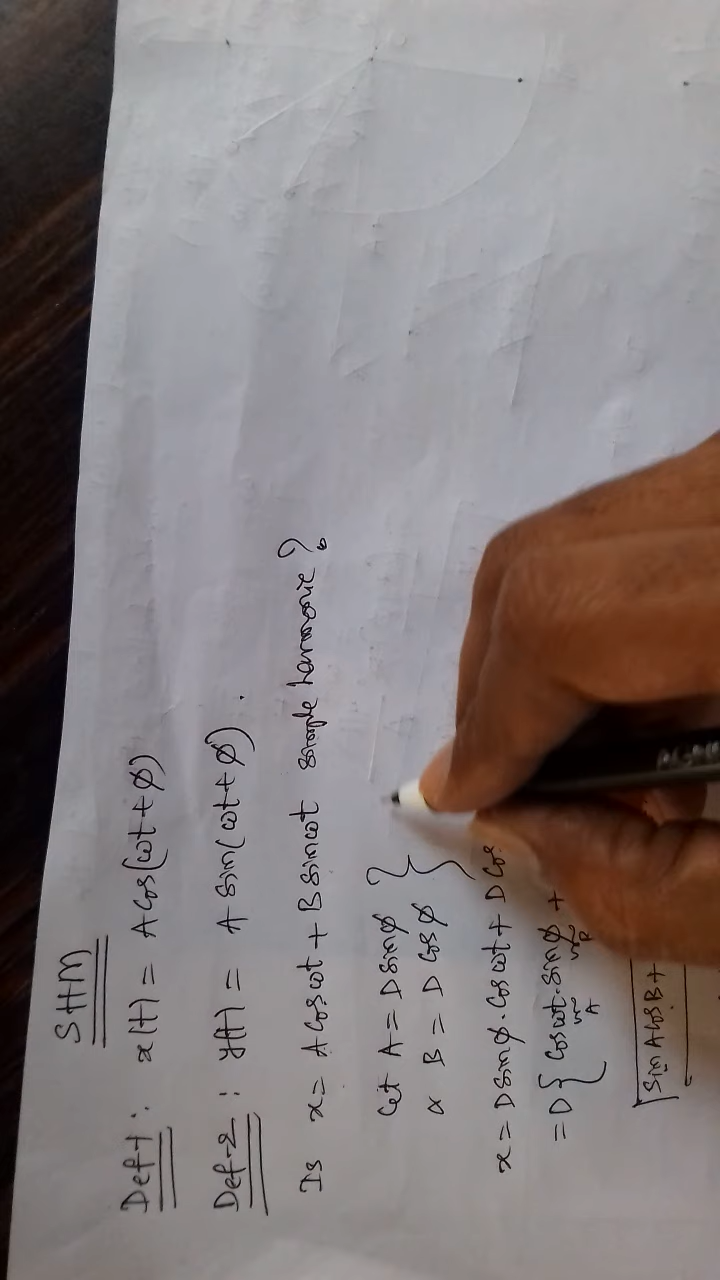 SHM
Def-1: x(t) = A cos(ωt + φ)
Def-2: y(t) = A sin(ωt + φ).
Is x = A cos ωt + B sin ωt simple harmonic?
Let A = D sin φ
& B = D cos φ }
x = D sin φ. cos ωt + D cos
= D { cos ωt. sin φ +
A B
Sin A cos B +